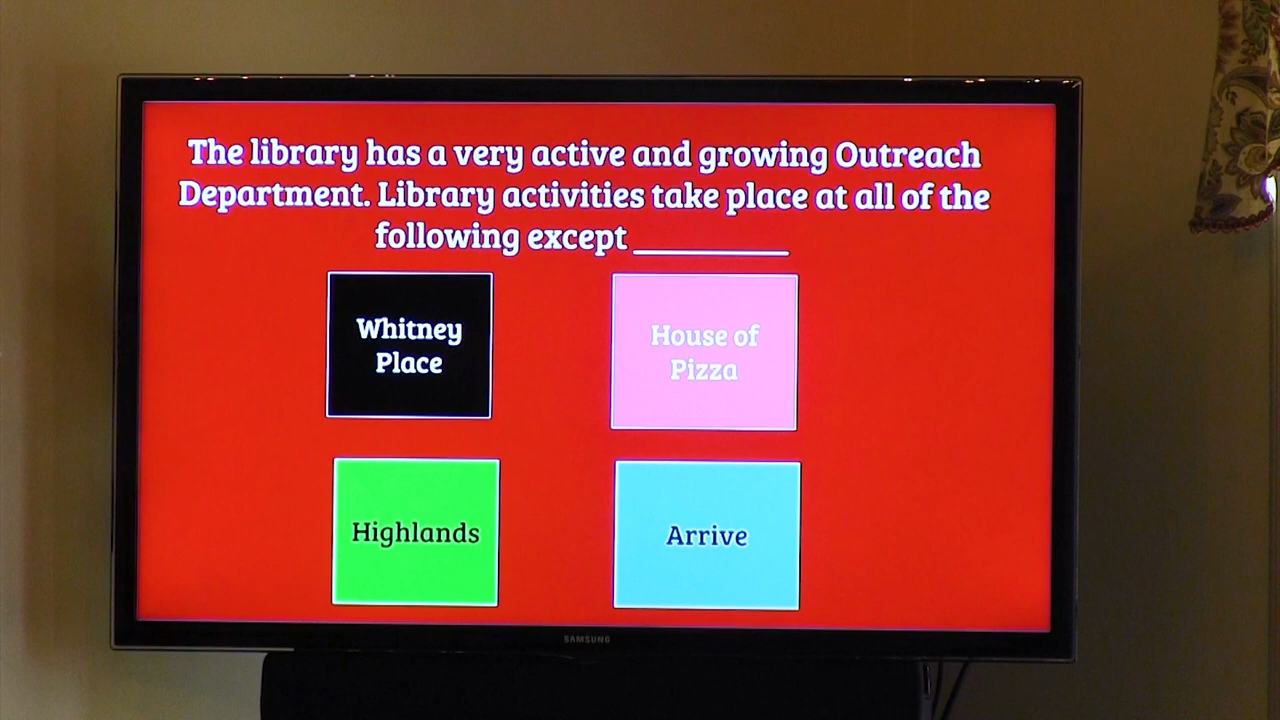 The library has a very active and growing Outreach
Department. Library activities take place at all of the
following except __________
Whitney
Place
House of
Pizza
Highlands
Arrive
SAMSUNG